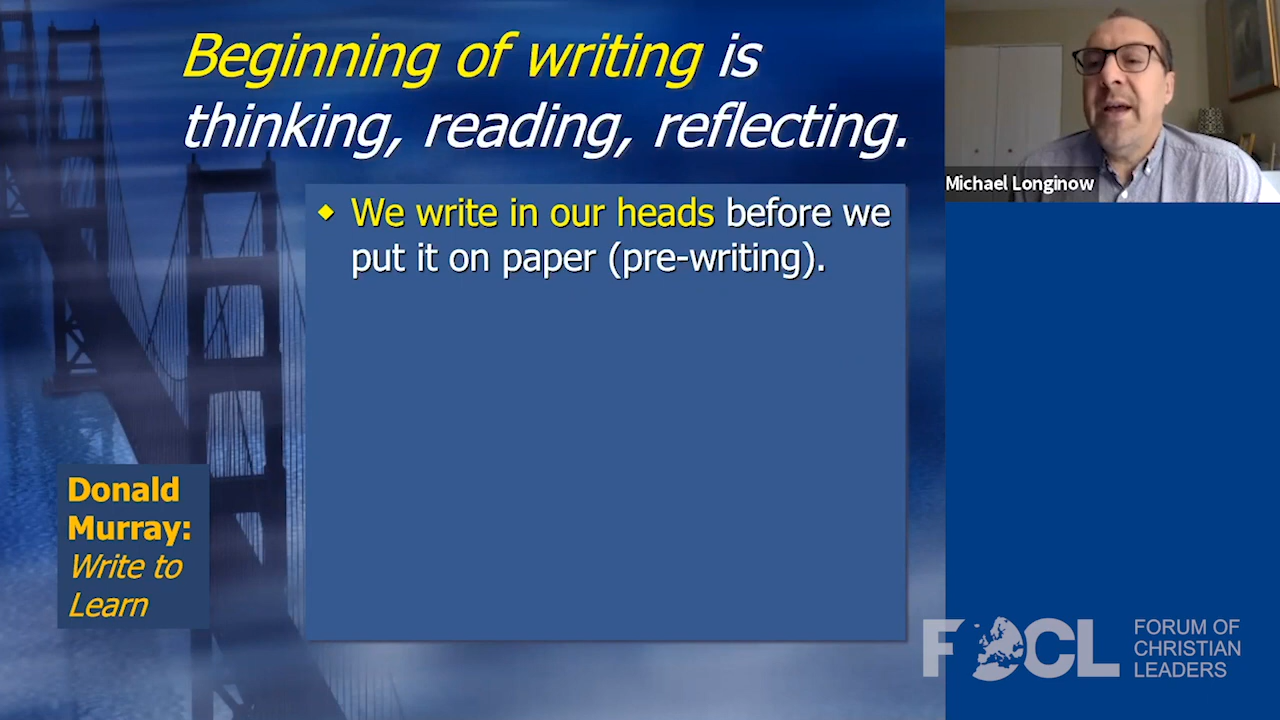 Beginning of writing is
thinking, reading, reflecting.
We write in our heads before we
put it on paper (pre-writing).
Donald
Murray:
Write to
Learn
Michael Longinow
FOCL
FORUM OF
CHRISTIAN
LEADERS